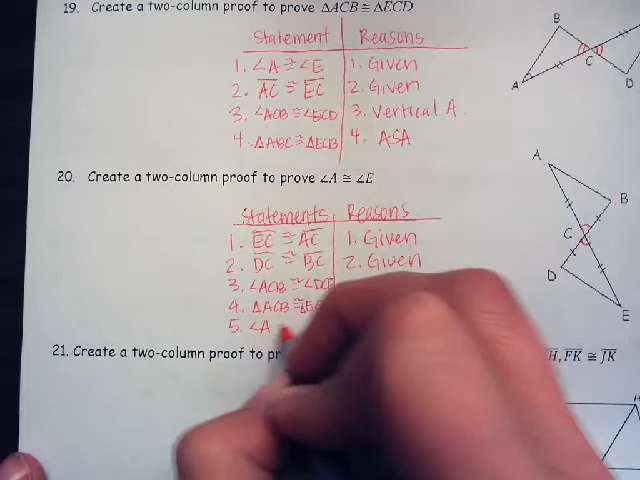 19. Create a two-column proof to prove ΔACB ≅ ΔECD
Statement Reasons
1. ∠A ≅ ∠E 1. Given
2. AC ≅ EC 2. Given
3. ∠ACB ≅ ∠ECD 3. Vertical A.
4. ΔABC ≅ ΔECB 4. ASA
B
A
C
D
20. Create a two-column proof to prove ∠A ≅ ∠E
Statements Reasons
1. EC ≅ AC 1. Given
2. DC ≅ BC 2. Given
3. ∠ACB ≅ ∠DCE
4. ΔACB ≅
5. ∠A
A
B
C
D
E
21. Create a two-column proof to
H, FK ≅ JK
H